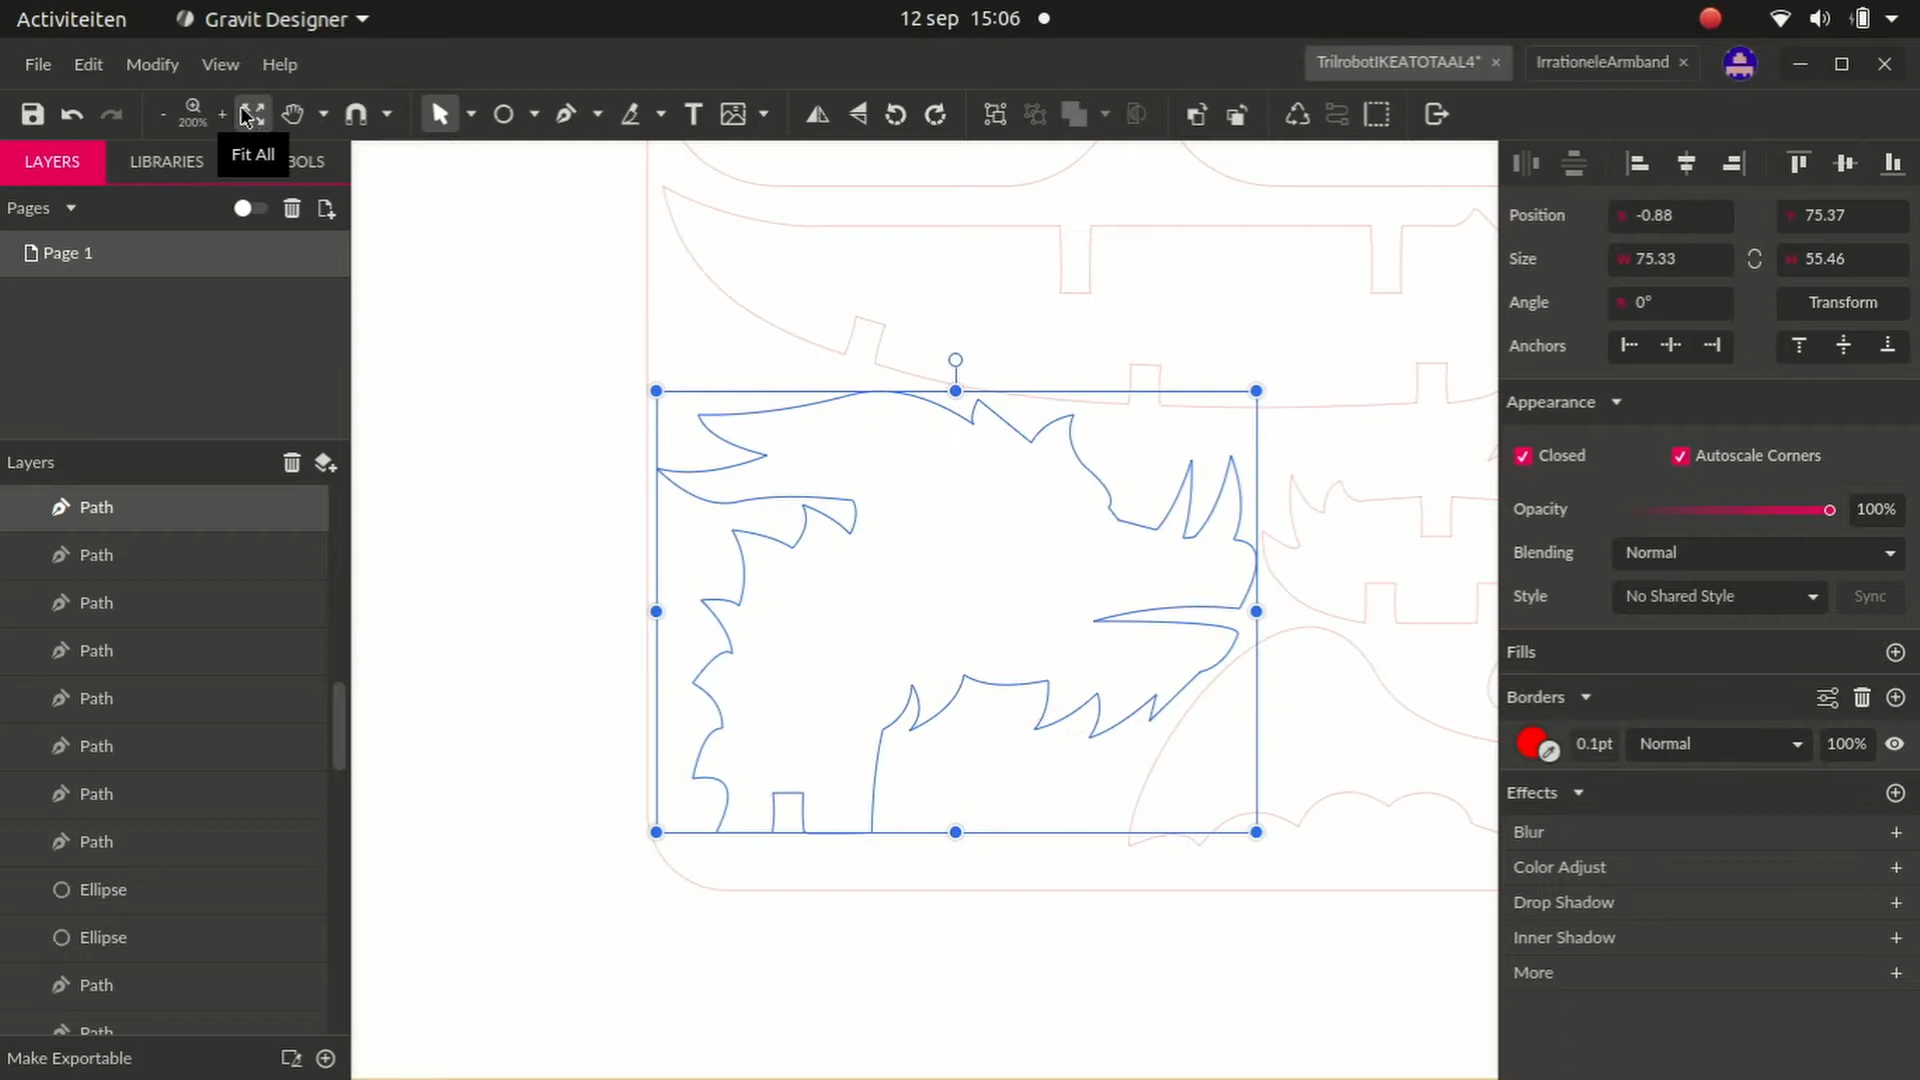 Activiteiten Gravit Designer 12 sep 15:06
File Edit Modify View Help TrilrobotIKEATOTAAL4* × IrrationeleArmband ×
- 200% + T
Fit All
LAYERS LIBRARIES BOLS
Pages
Page 1
Layers
Path
Path
Path
Path
Path
Path
Path
Path
Ellipse
Ellipse
Path
Path
Make Exportable
Position X -0.88 Y 75.37
Size W 75.33 H 55.46
Angle R 0° Transform
Anchors
Appearance
Closed Autoscale Corners
Opacity 100%
Blending Normal
Style No Shared Style Sync
Fills
Borders
0.1pt Normal 100%
Effects
Blur +
Color Adjust +
Drop Shadow +
Inner Shadow +
More +